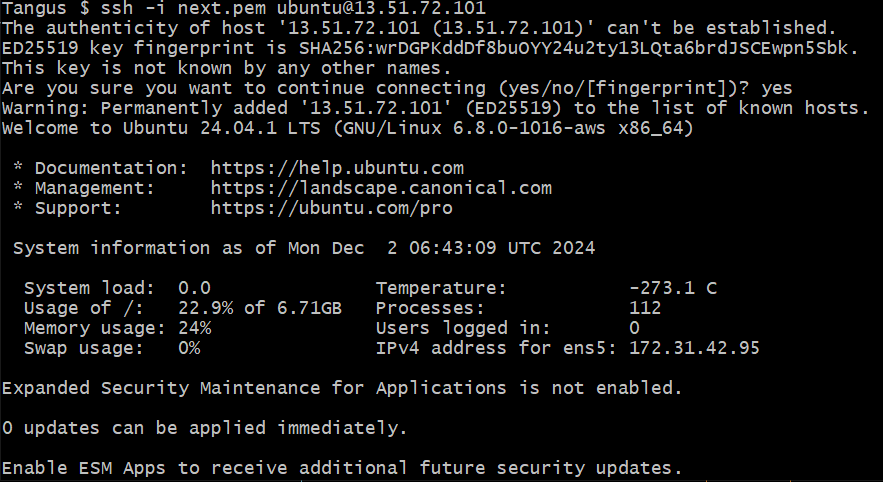 Tangus $ ssh -i next.pem ubuntu@13.51.72.101
The authenticity of host '13.51.72.101 (13.51.72.101)' can't be established.
ED25519 key fingerprint is SHA256:wrDGPKddDf8buOYY24u2ty13LQta6brdJSCEwpn5Sbk.
This key is not known by any other names.
Are you sure you want to continue connecting (yes/no/[fingerprint])? yes
Warning: Permanently added '13.51.72.101' (ED25519) to the list of known hosts.
Welcome to Ubuntu 24.04.1 LTS (GNU/Linux 6.8.0-1016-aws x86_64)

 * Documentation:  https://help.ubuntu.com
 * Management:     https://landscape.canonical.com
 * Support:        https://ubuntu.com/pro

 System information as of Mon Dec  2 06:43:09 UTC 2024

  System load:  0.0               Temperature:           -273.1 C
  Usage of /:   22.9% of 6.71GB   Processes:             112
  Memory usage: 24%               Users logged in:       0
  Swap usage:   0%                IPv4 address for ens5: 172.31.42.95

Expanded Security Maintenance for Applications is not enabled.

0 updates can be applied immediately.

Enable ESM Apps to receive additional future security updates.